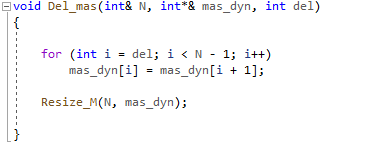 void Del_mas(int& N, int*& mas_dyn, int del)
{
for (int i = del; i < N - 1; i++)
mas_dyn[i] = mas_dyn[i + 1];
Resize_M(N, mas_dyn);
}